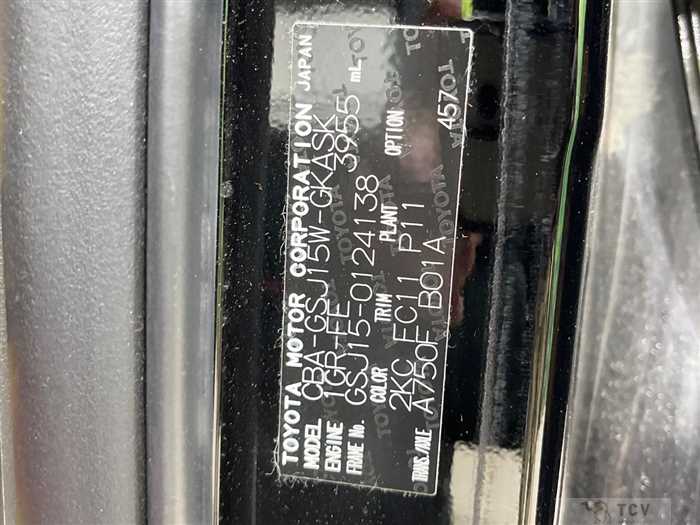 TOYOTA MOTOR CORPORATION JAPAN
MODEL CBA-GSJ15W-GKASK
ENGINE 1GR-FE 3955 mL
FRAME No. GSJ15-0124138
COLOR TRIM PLANT OPTION
2KC FC11 P11
TRANS./AXLE A750F B01A 457
TCV